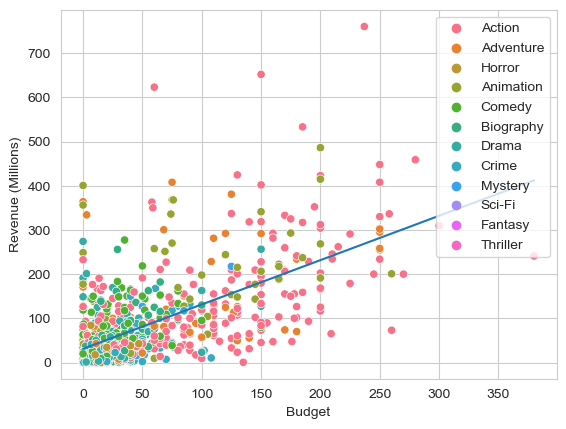 Action
Adventure
Horror
Animation
Comedy
Biography
Drama
Crime
Mystery
Sci-Fi
Fantasy
Thriller
Revenue (Millions)
700
600
500
400
300
200
100
0
0
50
100
150
200
250
300
350
Budget